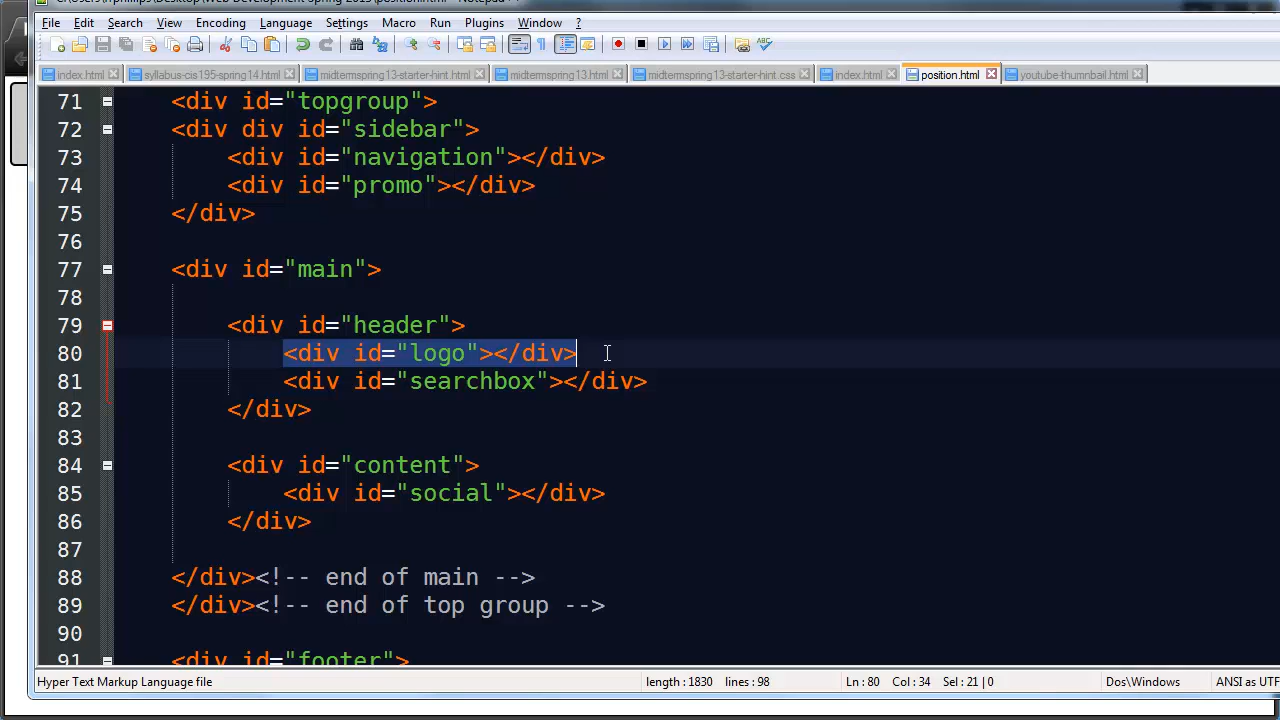 File Edit Search View Encoding Language Settings Macro Run Plugins Window ?
index.html syllabus-cis195-spring14.html midtermspring13-starter-hint.html midtermspring13.html midtermspring13-starter-hint.css index.html position.html youtube-thumnbail.html
71 <div id="topgroup">
72 <div div id="sidebar">
73 <div id="navigation"></div>
74 <div id="promo"></div>
75 </div>
76
77 <div id="main">
78
79 <div id="header">
80 <div id="logo"></div>
81 <div id="searchbox"></div>
82 </div>
83
84 <div id="content">
85 <div id="social"></div>
86 </div>
87
88 </div><!-- end of main -->
89 </div><!-- end of top group -->
90
91 <div id="footer">
Hyper Text Markup Language file length : 1830 lines : 98 Ln : 80 Col : 34 Sel : 21 | 0 Dos\Windows ANSI as UTF